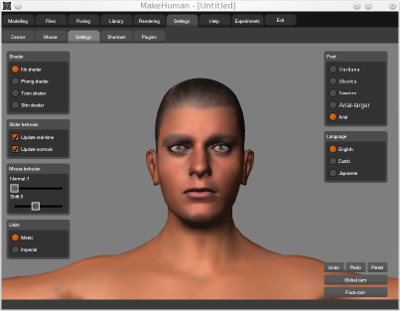 MakeHuman - [Untitled]
Modelling Files Posing Library Rendering Settings Help Experiments Exit
Censor Mouse Settings Shortcuts Plugins
Shader
No shader
Phong shader
Toon shader
Skin shader
Slider behavior
Update real-time
Update normals
Mouse behavior
Normal: 1
Shift: 5
Units
Metric
Imperial
Font
Verdana
Ubuntu
Arial-larger
Arial
Language
English
Dutch
Japanese
Undo Redo Reset
Global cam
Face cam